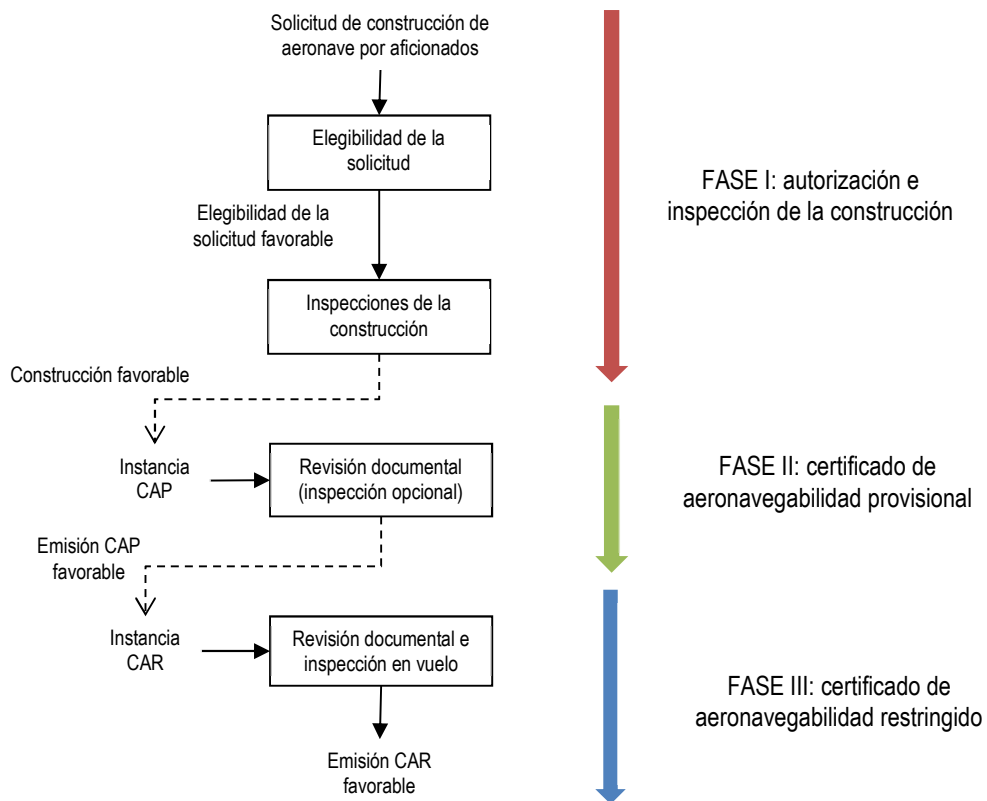 Solicitud de construcción de
aeronave por aficionados
Elegibilidad de la
solicitud
Elegibilidad de la
solicitud favorable
FASE I: autorización e
inspección de la construcción
Inspecciones de la
construcción
Construcción favorable
Instancia
CAP
Revisión documental
(inspección opcional)
FASE II: certificado de
aeronavegabilidad provisional
Emisión CAP
favorable
Instancia
CAR
Revisión documental e
inspección en vuelo
FASE III: certificado de
aeronavegabilidad restringido
Emisión CAR
favorable